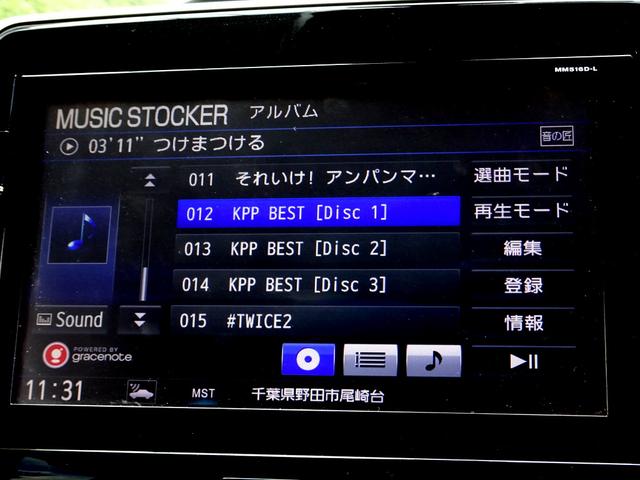 MM516D-L
MUSIC STOCKER アルバム
03'11" つけまつける 音の匠
011 それいけ! アンパンマ… 選曲モード
012 KPP BEST [Disc 1] 再生モード
013 KPP BEST [Disc 2] 編集
014 KPP BEST [Disc 3] 登録
Sound 015 #TWICE2 情報
POWERED BY
gracenote
11:31 MST 千葉県野田市尾崎台